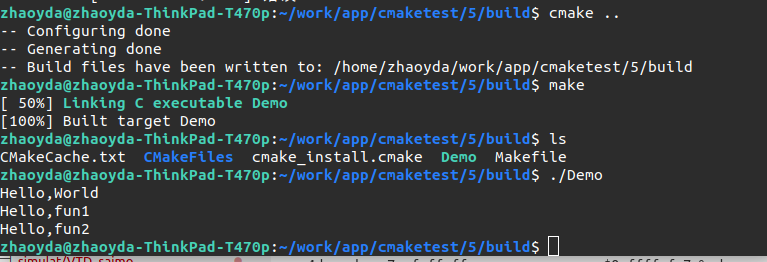 zhaoyda@zhaoyda-ThinkPad-T470p:~/work/app/cmaketest/5/build$ cmake ..
-- Configuring done
-- Generating done
-- Build files have been written to: /home/zhaoyda/work/app/cmaketest/5/build
zhaoyda@zhaoyda-ThinkPad-T470p:~/work/app/cmaketest/5/build$ make
[ 50%] Linking C executable Demo
[100%] Built target Demo
zhaoyda@zhaoyda-ThinkPad-T470p:~/work/app/cmaketest/5/build$ ls
CMakeCache.txt CMakeFiles cmake_install.cmake Demo Makefile
zhaoyda@zhaoyda-ThinkPad-T470p:~/work/app/cmaketest/5/build$ ./Demo
Hello,World
Hello,fun1
Hello,fun2
zhaoyda@zhaoyda-ThinkPad-T470p:~/work/app/cmaketest/5/build$